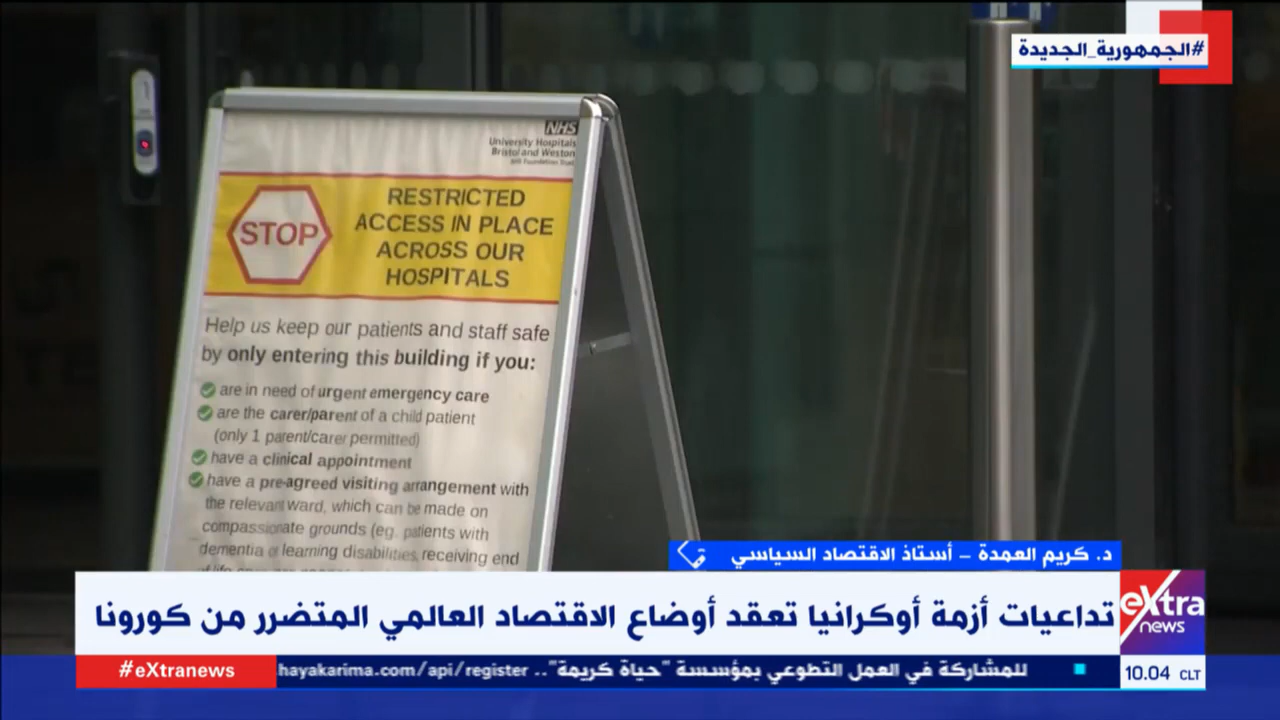 #الجمهورية_الجديدة
NHS
University Hospitals
Bristol and Weston
NHS Foundation Trust
STOP
RESTRICTED
ACCESS IN PLACE
ACROSS OUR
HOSPITALS
Help us keep our patients and staff safe
by only entering this building if you:
are in need of urgent emergency care
are the carer/parent of a child patient
(only 1 parent/carer permitted)
have a clinical appointment
have a pre-agreed visiting arrangement with
the relevant ward, which can be made on
compassionate grounds (eg. patients with
dementia or learning disabilities, receiving end
د. كريم العمدة – أستاذ الاقتصاد السياسي
تداعيات أزمة أوكرانيا تعقد أوضاع الاقتصاد العالمي المتضرر من كورونا
eXtra
news
#eXtranews
للمشاركة في العمل التطوعي بمؤسسة "حياة كريمة".. hayakarima.com/api/register
10.04 CLT